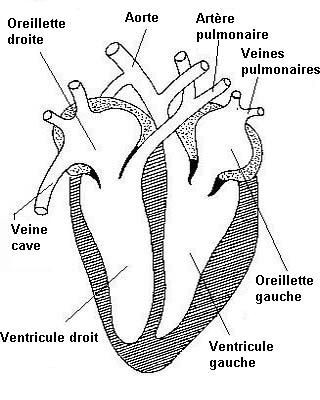 Oreillette
droite
Aorte
Artère
pulmonaire
Veines
pulmonaires
Veine
cave
Oreillette
gauche
Ventricule droit
Ventricule
gauche